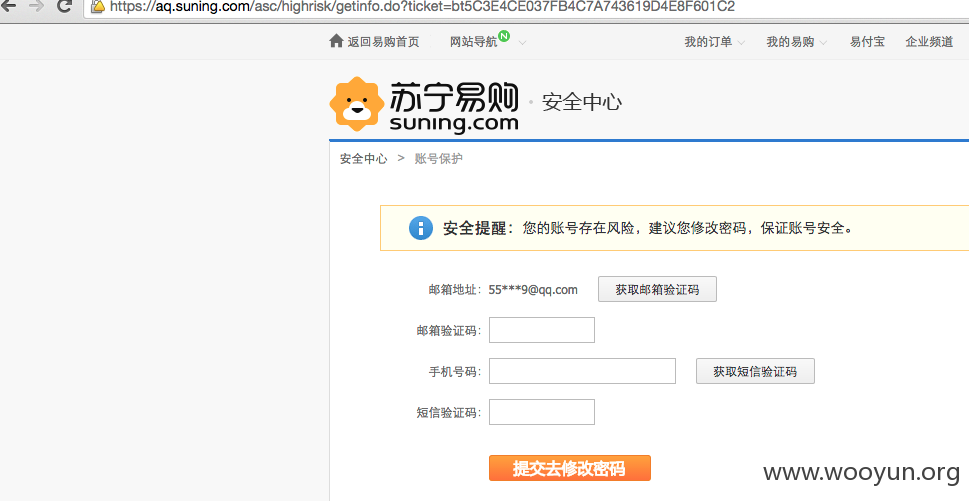 https://aq.suning.com/asc/highrisk/getinfo.do?ticket=bt5C3E4CE037FB4C7A743619D4E8F601C2
返回易购首页 网站导航 N 我的订单 我的易购 易付宝 企业频道
苏宁易购
suning.com
· 安全中心
安全中心 > 账号保护
安全提醒：您的账号存在风险，建议您修改密码，保证账号安全。
邮箱地址： 55***9@qq.com 获取邮箱验证码
邮箱验证码：
手机号码： 获取短信验证码
短信验证码：
提交去修改密码
www.wooyun.org